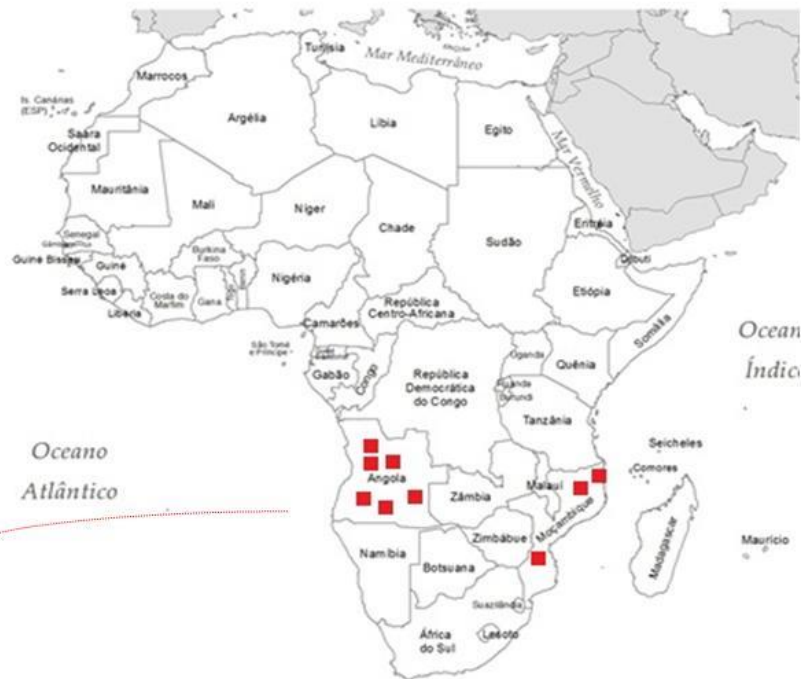 Tunísia
Mar Mediterrâneo
Marrocos
Is. Canárias
(ESP)
Argélia
Líbia
Egito
Saara
Ocidental
Mar Vermelho
Mauritânia
Mali
Níger
Chade
Sudão
Eritréia
Senegal
Burkina
Faso
Djibuti
Guiné Bissau
Guiné
Nigéria
Etiópia
Serra Leoa
Costa do
Marfim
Gana
Togo
Benin
Libéria
República
Centro-Africana
Camarões
Somália
Ocean
Índico
São Tomé
e Príncipe
Uganda
Quênia
Gabão
Congo
República
Democrática
do Congo
Ruanda
Burundi
Tanzânia
Oceano
Atlântico
Seicheles
Comores
Angola
Malauí
Zâmbia
Moçambique
Zimbábue
Madagascar
Maurício
Namíbia
Botsuana
Suazilândia
África
do Sul
Lesoto